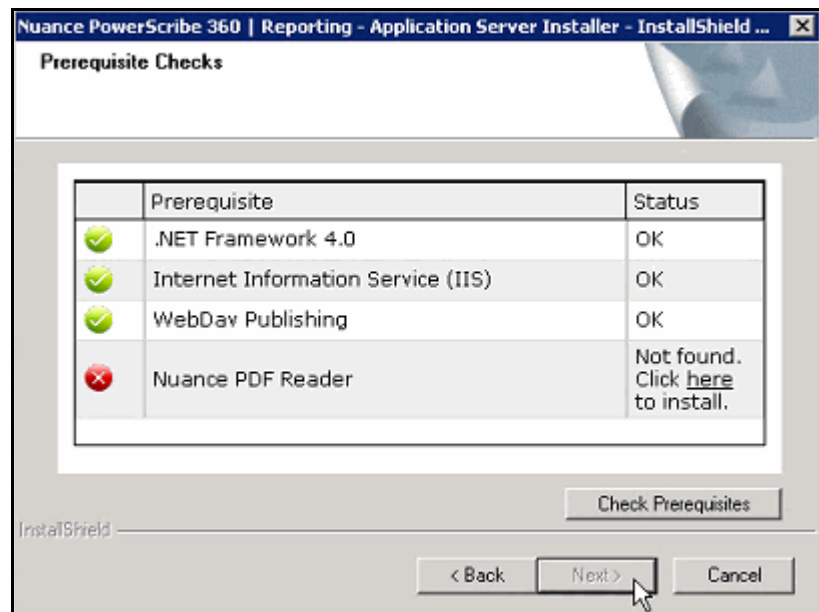 Nuance PowerScribe 360 | Reporting - Application Server Installer - InstallShield ...
Prerequisite Checks
Prerequisite Status
.NET Framework 4.0 OK
Internet Information Service (IIS) OK
WebDav Publishing OK
Nuance PDF Reader Not found.
Click here
to install.
Check Prerequisites
InstallShield
< Back Next > Cancel